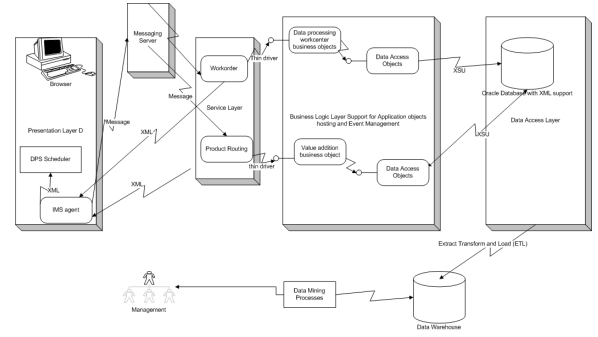 Messaging
Server
Browser
Presentation Layer D
DPS Scheduler
XML
IMS agent
Message
XML
XML
Message
Workorder
Service Layer
Product Routing
Thin driver
thin driver
Data processing
workcenter
business objects
Data Access
Objects
Business Logic Layer Support for Application objects
hosting and Event Management
Value addition
business object
Data Access
Objects
XSU
XSU
Oracle Database with XML support
Data Access Layer
Extract Transform and Load (ETL)
Management
Data Mining
Processes
Data Warehouse